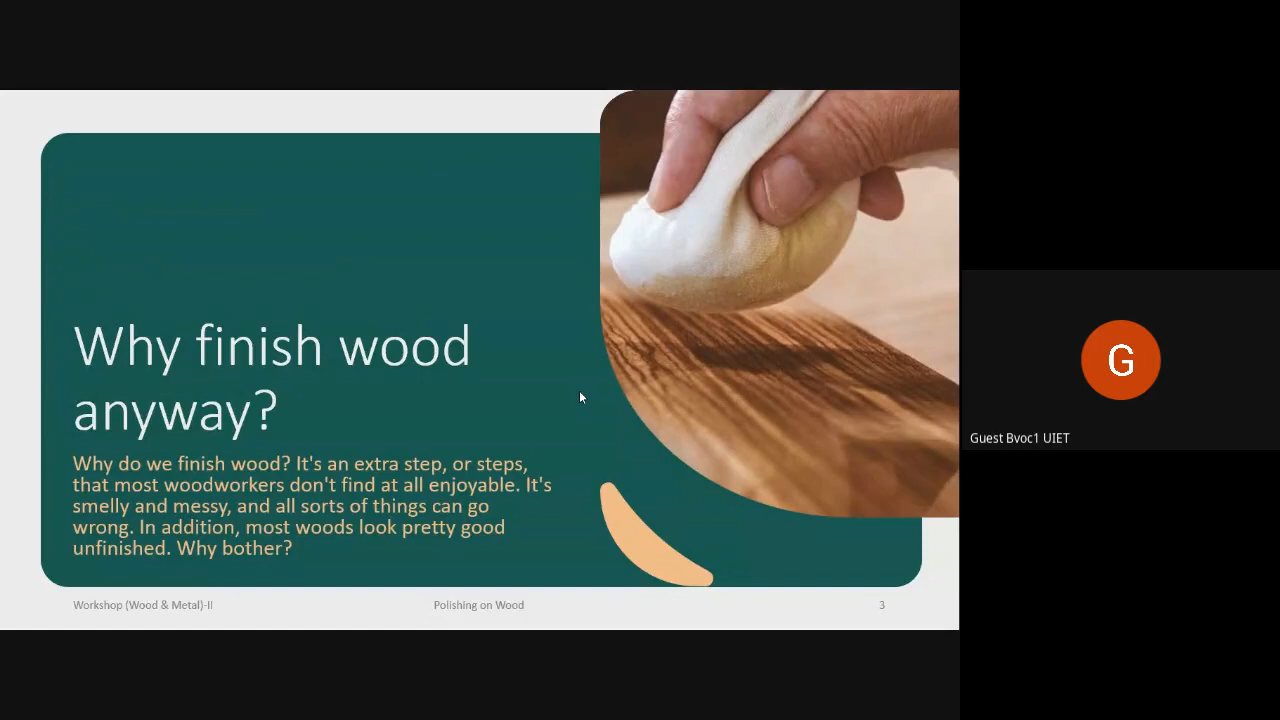 Why finish wood
anyway?
Why do we finish wood? It's an extra step, or steps,
that most woodworkers don't find at all enjoyable. It's
smelly and messy, and all sorts of things can go
wrong. In addition, most woods look pretty good
unfinished. Why bother?
Workshop (Wood & Metal)-II
Polishing on Wood
3
G
Guest Bvoc1 UIET